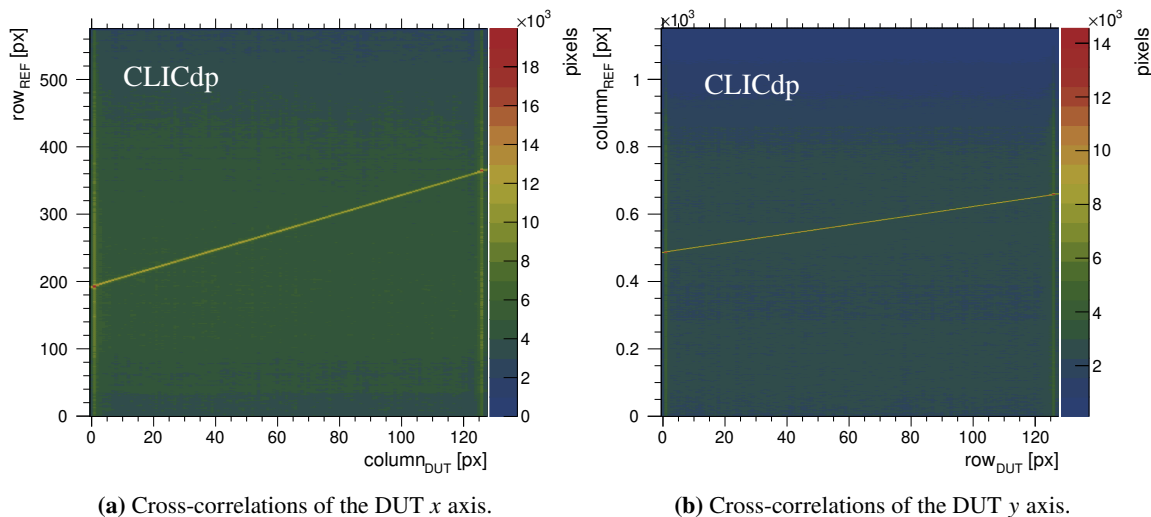 ×10³
row_REF [px]
CLICdp
pixels
500
400
300
200
100
0
0 20 40 60 80 100 120
column_DUT [px]
18
16
14
12
10
8
6
4
2
0
(a) Cross-correlations of the DUT x axis.
×10³
×10³
column_REF [px]
CLICdp
pixels
1
0.8
0.6
0.4
0.2
0
0 20 40 60 80 100 120
row_DUT [px]
14
12
10
8
6
4
2
(b) Cross-correlations of the DUT y axis.